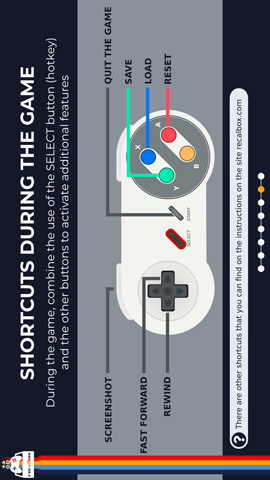 SHORTCUTS DURING THE GAME
During the game, combine the use of the SELECT button (hotkey)
and the other buttons to activate additional features
SCREENSHOT
FAST FORWARD
REWIND
QUIT THE GAME
SAVE
LOAD
RESET
SELECT
START
X
Y
A
B
? There are other shortcuts that you can find on the instructions on the site recalbox.com